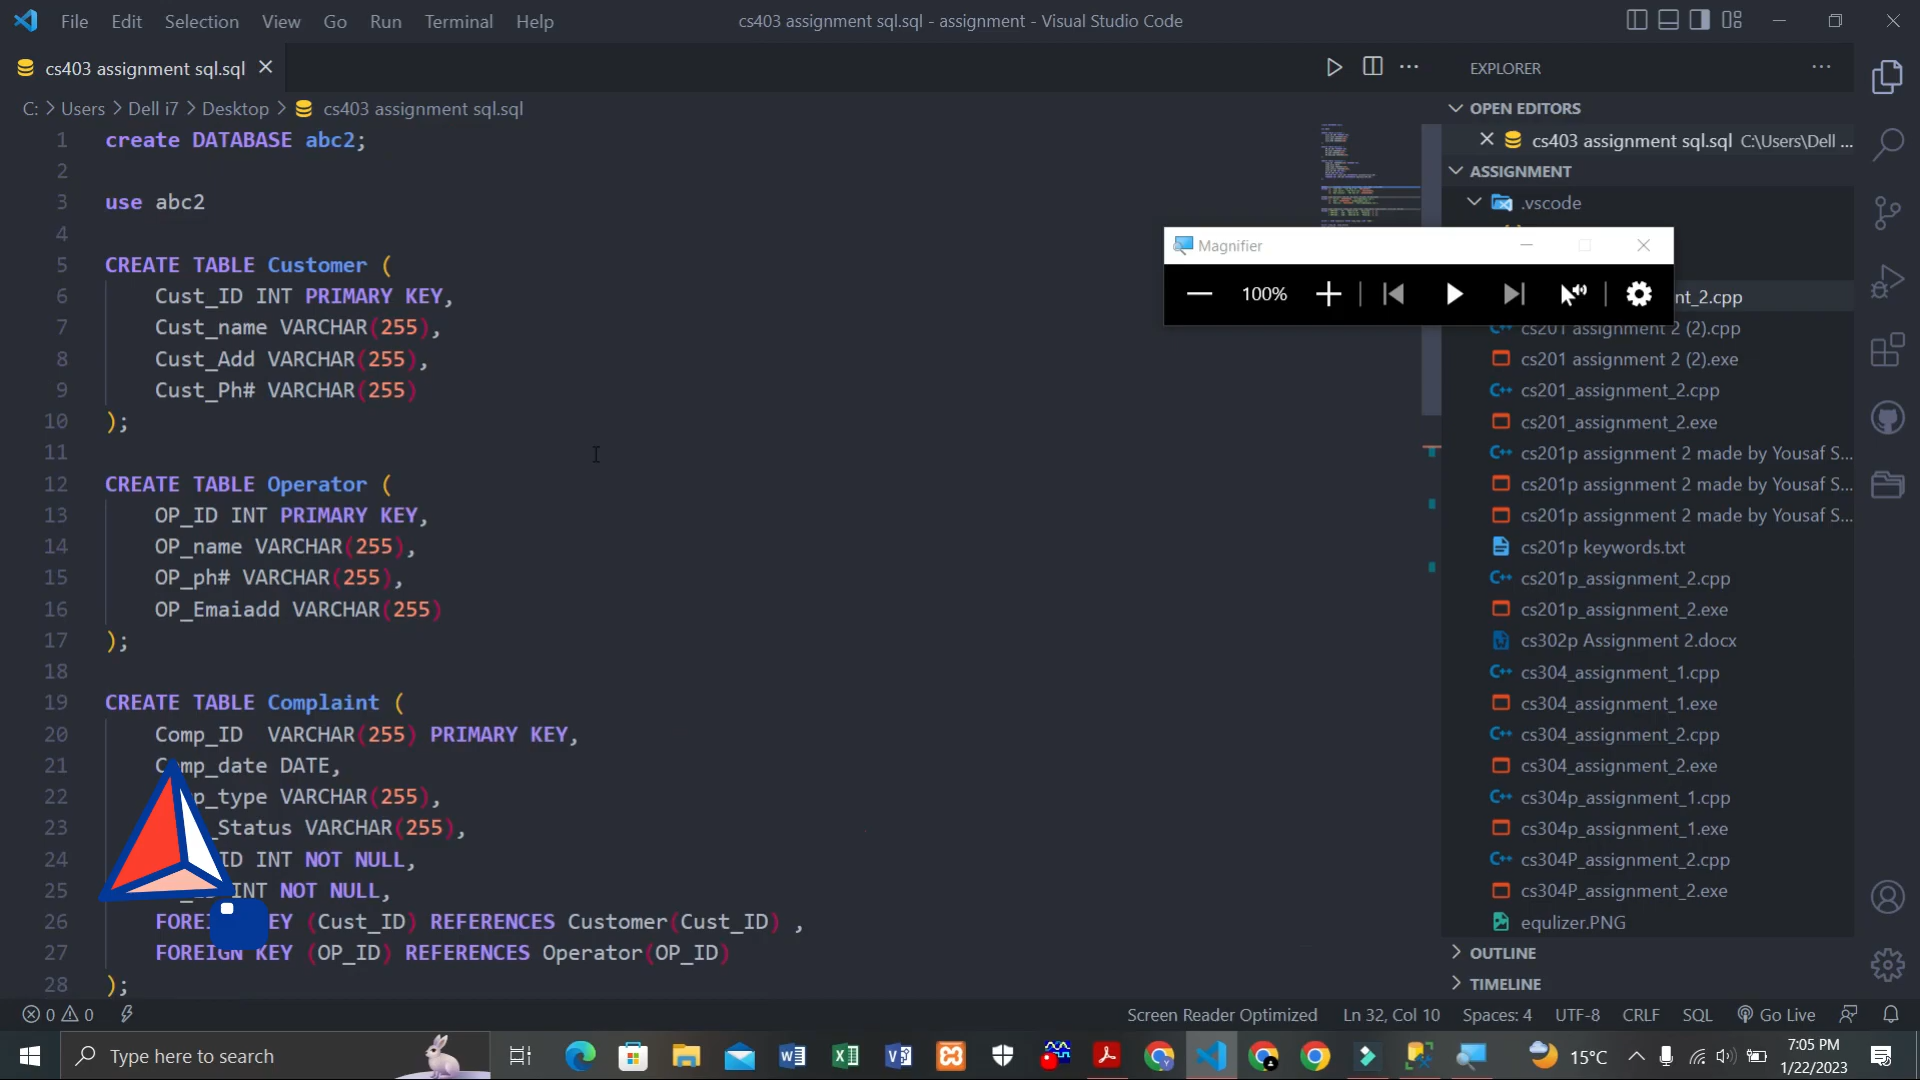 File Edit Selection View Go Run Terminal Help
cs403 assignment sql.sql - assignment - Visual Studio Code
cs403 assignment sql.sql
C: > Users > Dell i7 > Desktop > cs403 assignment sql.sql
1 create DATABASE abc2;
2
3 use abc2
4
5 CREATE TABLE Customer (
6 Cust_ID INT PRIMARY KEY,
7 Cust_name VARCHAR(255),
8 Cust_Add VARCHAR(255),
9 Cust_Ph# VARCHAR(255)
10 );
11
12 CREATE TABLE Operator (
13 OP_ID INT PRIMARY KEY,
14 OP_name VARCHAR(255),
15 OP_ph# VARCHAR(255),
16 OP_Emaiadd VARCHAR(255)
17 );
18
19 CREATE TABLE Complaint (
20 Comp_ID VARCHAR(255) PRIMARY KEY,
21 Comp_date DATE,
22 p_type VARCHAR(255),
23 _Status VARCHAR(255),
24 ID INT NOT NULL,
25 INT NOT NULL,
26 FOREIGN KEY (Cust_ID) REFERENCES Customer(Cust_ID) ,
27 FOREIGN KEY (OP_ID) REFERENCES Operator(OP_ID)
28 );
Magnifier
100%
EXPLORER
OPEN EDITORS
cs403 assignment sql.sql C:\Users\Dell ...
ASSIGNMENT
.vscode
nt_2.cpp
cs201 assignment 2 (2).cpp
cs201 assignment 2 (2).exe
cs201_assignment_2.cpp
cs201_assignment_2.exe
cs201p assignment 2 made by Yousaf S...
cs201p assignment 2 made by Yousaf S...
cs201p assignment 2 made by Yousaf S...
cs201p keywords.txt
cs201p_assignment_2.cpp
cs201p_assignment_2.exe
cs302p Assignment 2.docx
cs304_assignment_1.cpp
cs304_assignment_1.exe
cs304_assignment_2.cpp
cs304_assignment_2.exe
cs304p_assignment_1.cpp
cs304p_assignment_1.exe
cs304P_assignment_2.cpp
cs304P_assignment_2.exe
equlizer.PNG
OUTLINE
TIMELINE
0 0
Screen Reader Optimized Ln 32, Col 10 Spaces: 4 UTF-8 CRLF SQL Go Live
Type here to search
15°C
7:05 PM
1/22/2023